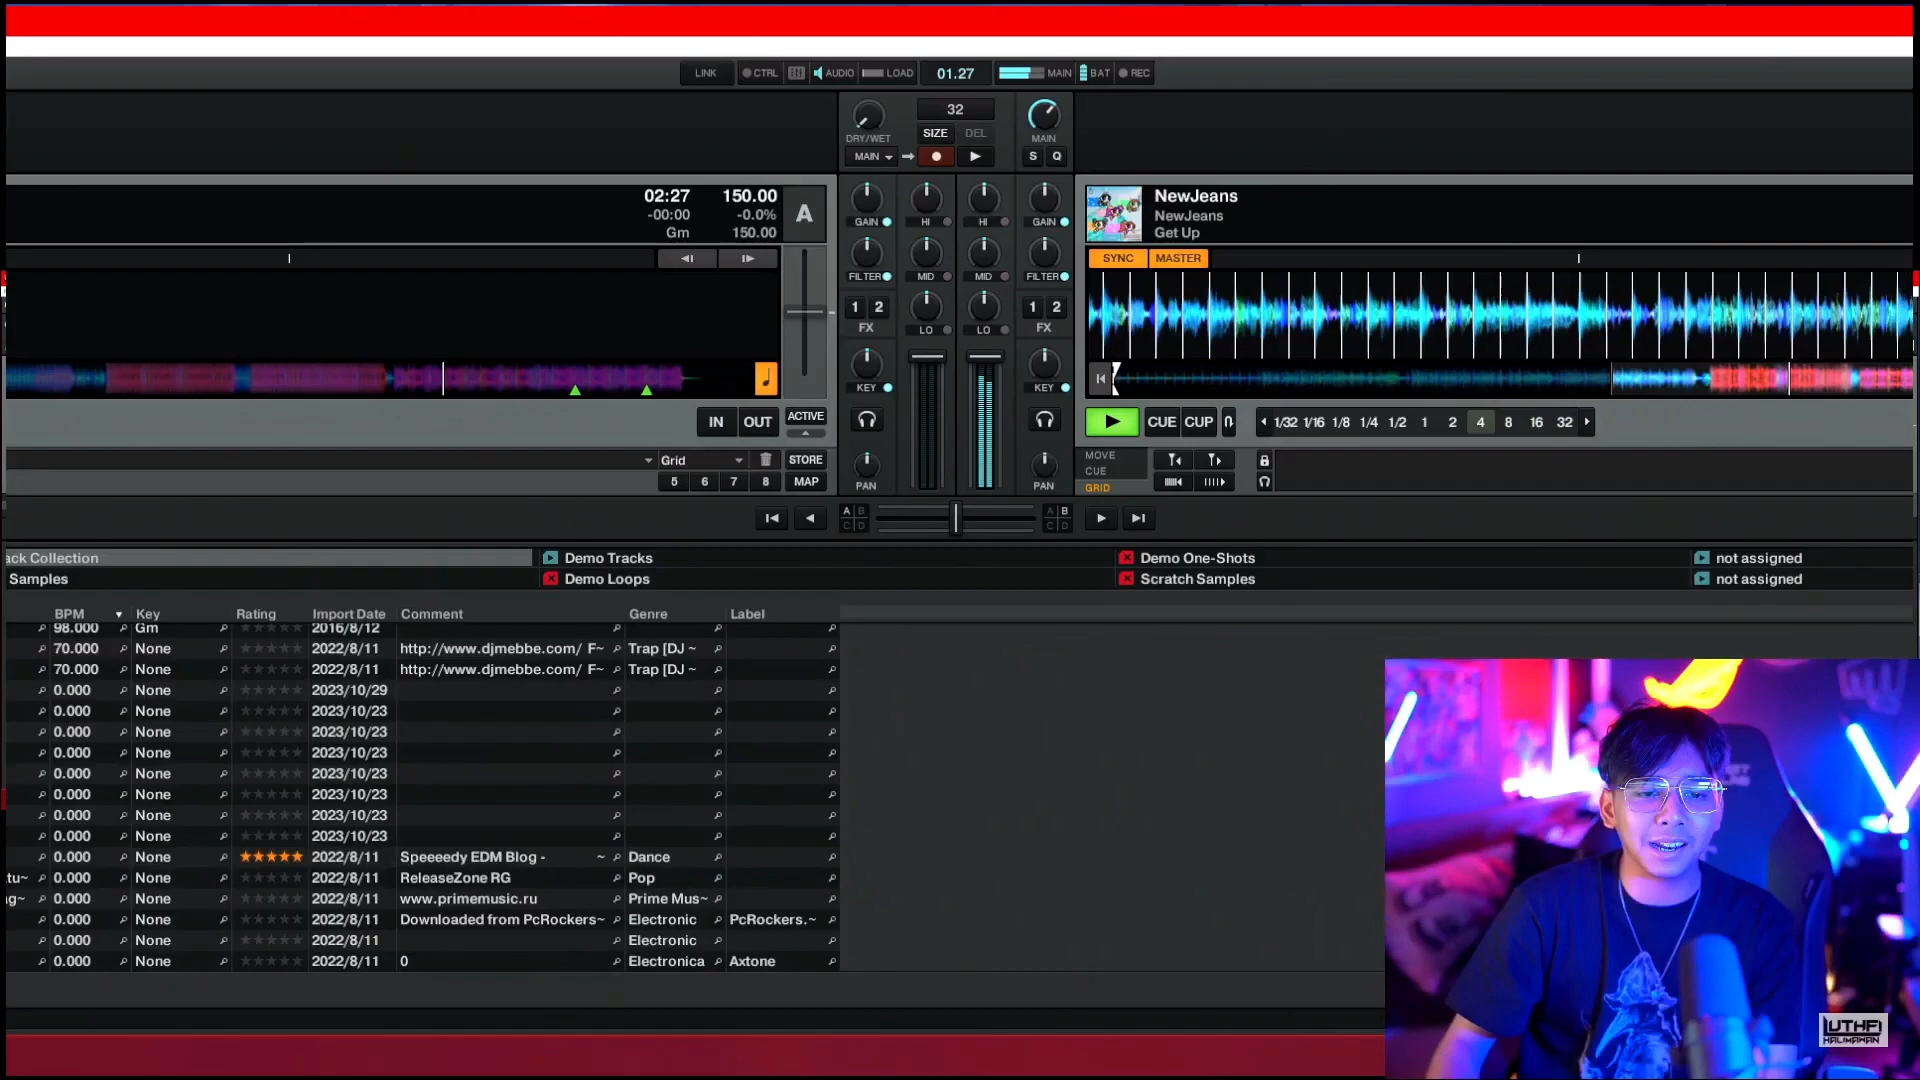 LINK CTRL AUDIO LOAD 01.27 MAIN BAT REC
DRY/WET 32 MAIN
SIZE DEL
MAIN S Q
02:27 150.00
-00:00 -0.0%
Gm 150.00
A
GAIN HI HI GAIN
FILTER MID MID FILTER
1 2 1 2
FX LO LO FX
KEY KEY
PAN PAN
NewJeans
NewJeans
Get Up
SYNC MASTER
IN OUT ACTIVE
CUE CUP 1/32 1/16 1/8 1/4 1/2 1 2 4 8 16 32
Grid STORE
5 6 7 8 MAP
MOVE
CUE
GRID
A B A B
C D C D
ack Collection Demo Tracks Demo One-Shots not assigned
Samples Demo Loops Scratch Samples not assigned
BPM Key Rating Import Date Comment Genre Label
98.000 Gm 2016/8/12
70.000 None 2022/8/11 http://www.djmebbe.com/ F~ Trap [DJ ~
70.000 None 2022/8/11 http://www.djmebbe.com/ F~ Trap [DJ ~
0.000 None 2023/10/29
0.000 None 2023/10/23
0.000 None 2023/10/23
0.000 None 2023/10/23
0.000 None 2023/10/23
0.000 None 2023/10/23
0.000 None 2023/10/23
0.000 None 2023/10/23
0.000 None 2022/8/11 Speeeedy EDM Blog - ~ Dance
tu~ 0.000 None 2022/8/11 ReleaseZone RG Pop
ag~ 0.000 None 2022/8/11 www.primemusic.ru Prime Mus~
0.000 None 2022/8/11 Downloaded from PcRockers~ Electronic PcRockers.~
0.000 None 2022/8/11 Electronic
0.000 None 2022/8/11 0 Electronica Axtone
LUTHFI
HALIMAWAN